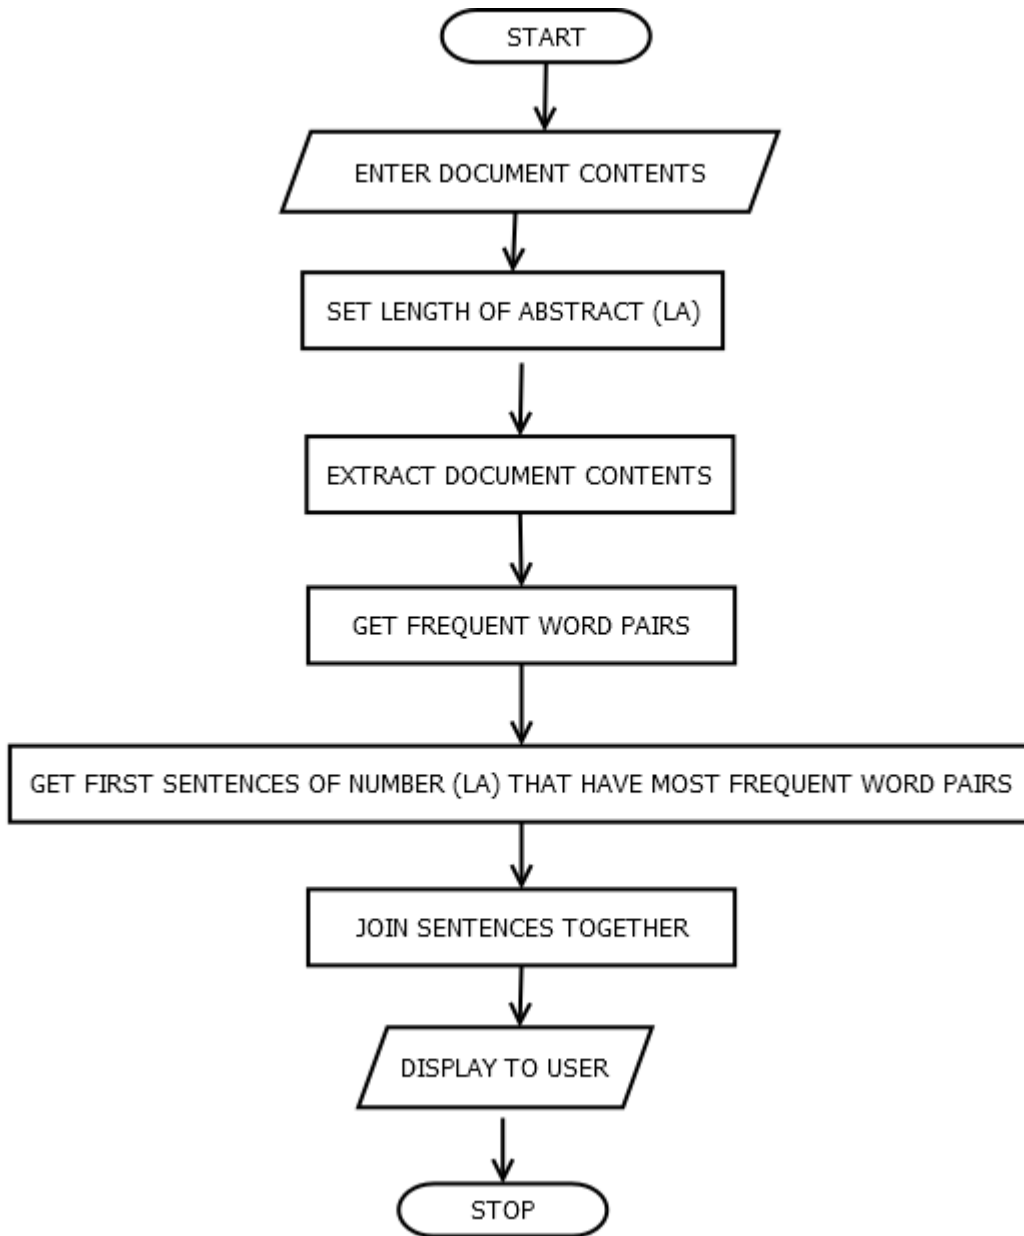 START
ENTER DOCUMENT CONTENTS
SET LENGTH OF ABSTRACT (LA)
EXTRACT DOCUMENT CONTENTS
GET FREQUENT WORD PAIRS
GET FIRST SENTENCES OF NUMBER (LA) THAT HAVE MOST FREQUENT WORD PAIRS
JOIN SENTENCES TOGETHER
DISPLAY TO USER
STOP